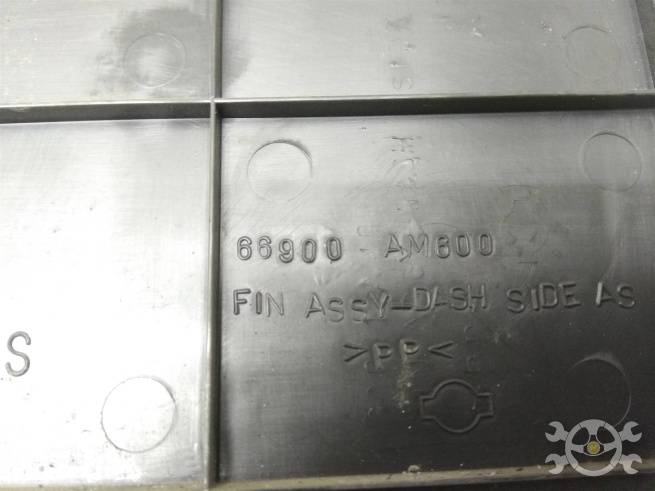 66900 AM600
FIN ASSY-DASH SIDE AS
>PP<
S